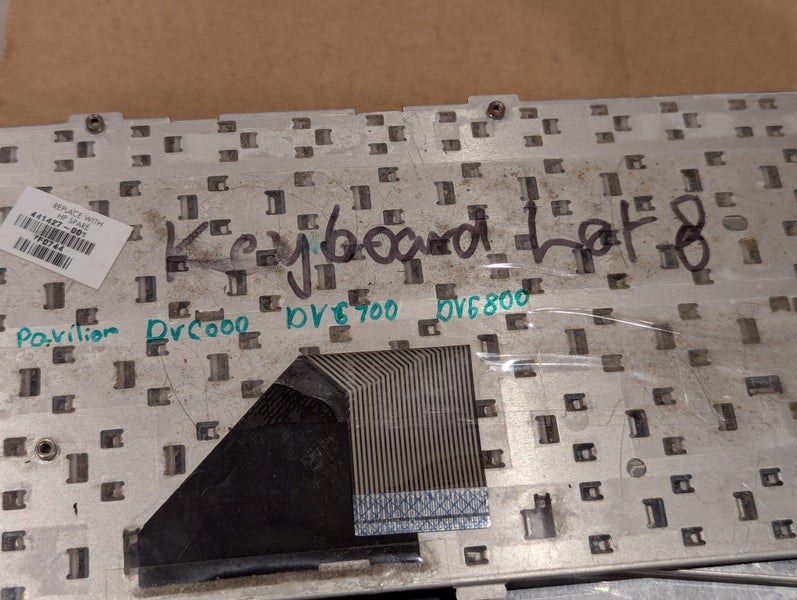 REPLACE WITH
HP SPARE
441427-001
Keyboard Lot 8
Pavilion DV6000 DV6700 DV6800